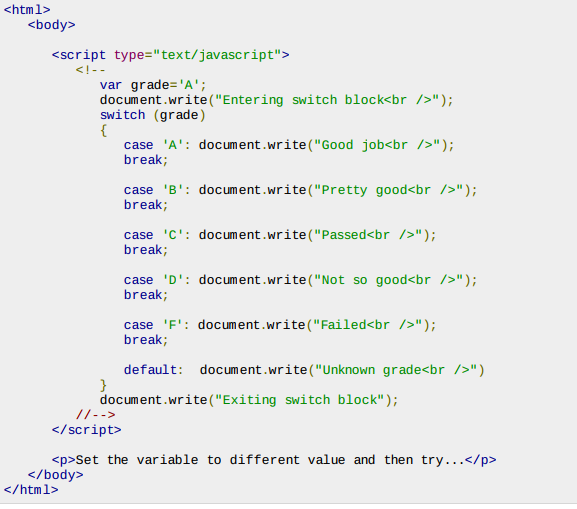 <html>
<body>
<script type="text/javascript">
<!--
var grade='A';
document.write("Entering switch block<br />");
switch (grade)
{
case 'A': document.write("Good job<br />");
break;
case 'B': document.write("Pretty good<br />");
break;
case 'C': document.write("Passed<br />");
break;
case 'D': document.write("Not so good<br />");
break;
case 'F': document.write("Failed<br />");
break;
default:  document.write("Unknown grade<br />")
}
document.write("Exiting switch block");
//-->
</script>
<p>Set the variable to different value and then try...</p>
</body>
</html>